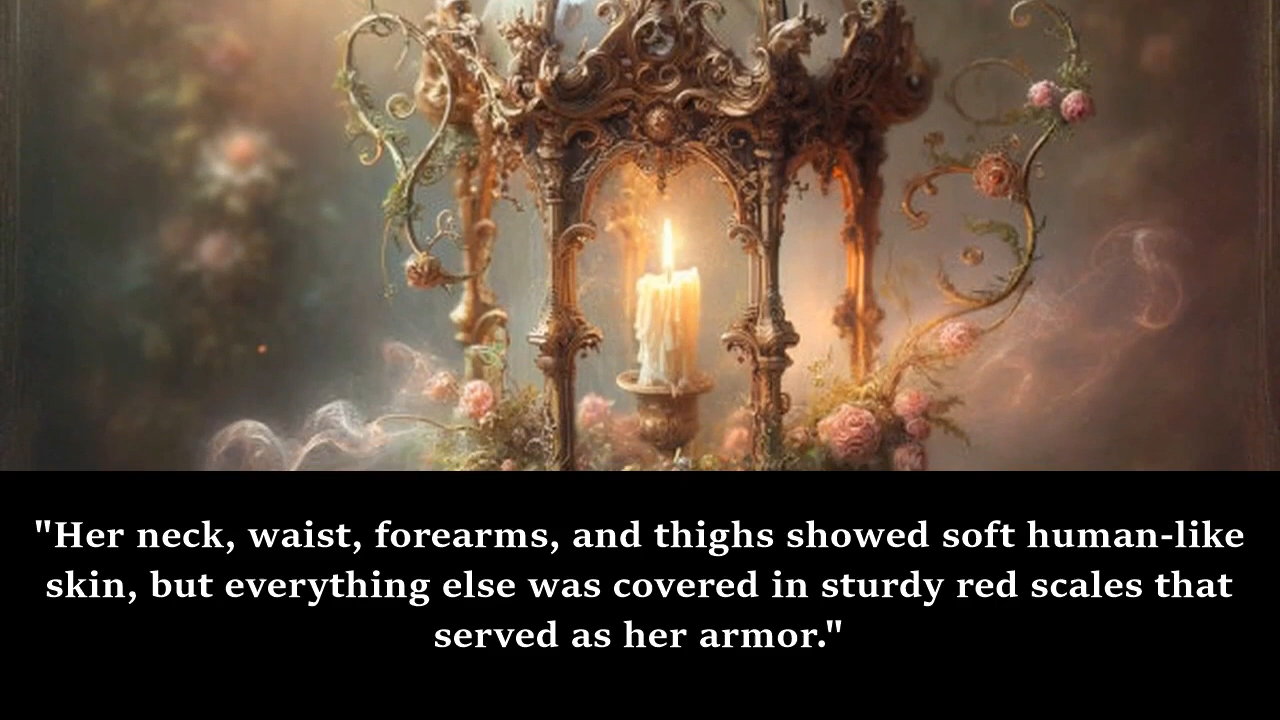 "Her neck, waist, forearms, and thighs showed soft human-like
skin, but everything else was covered in sturdy red scales that
served as her armor."